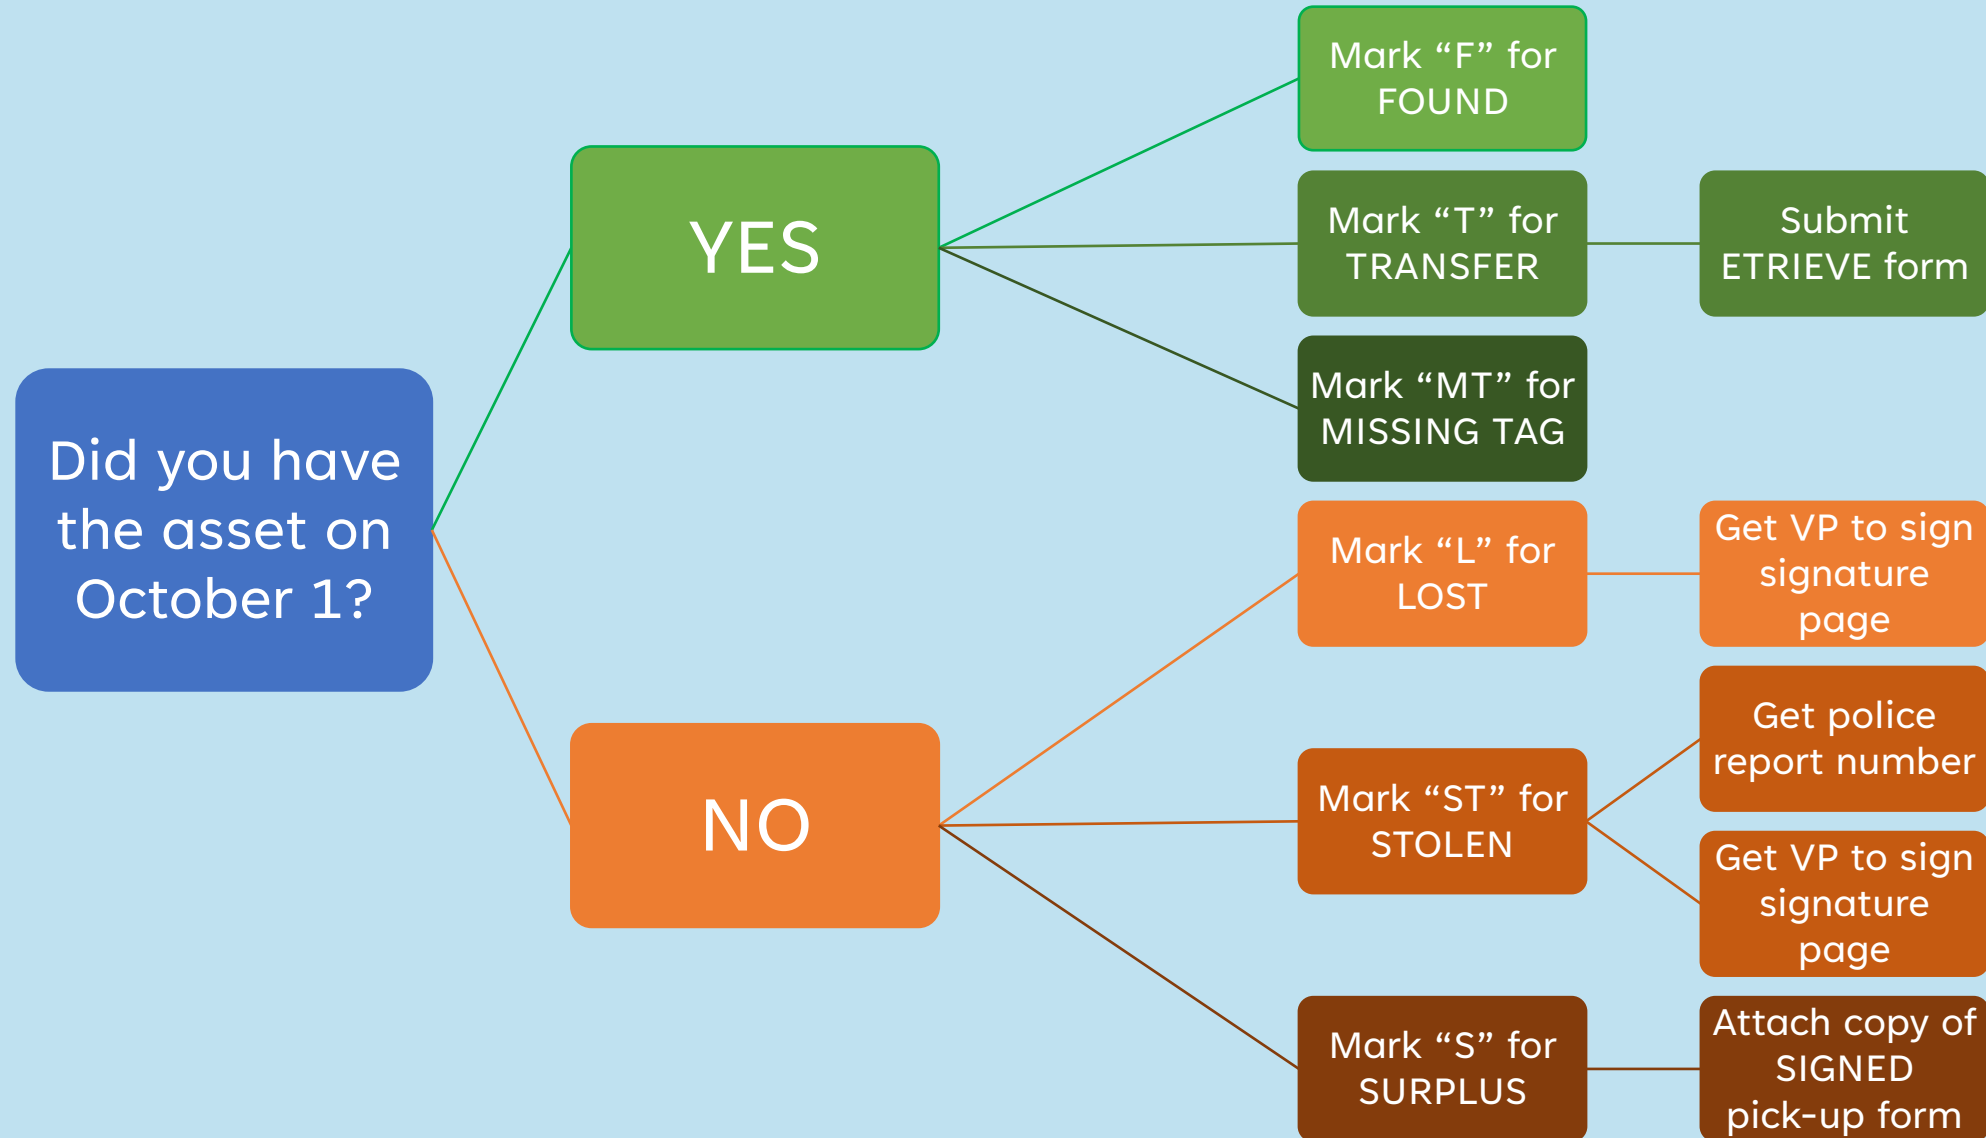 Did you have
the asset on
October 1?
YES
Mark “F” for
FOUND
Mark “T” for
TRANSFER
Submit
ETRIEVE form
Mark “MT” for
MISSING TAG
NO
Mark “L” for
LOST
Get VP to sign
signature
page
Mark “ST” for
STOLEN
Get police
report number
Get VP to sign
signature
page
Mark “S” for
SURPLUS
Attach copy of
SIGNED
pick-up form